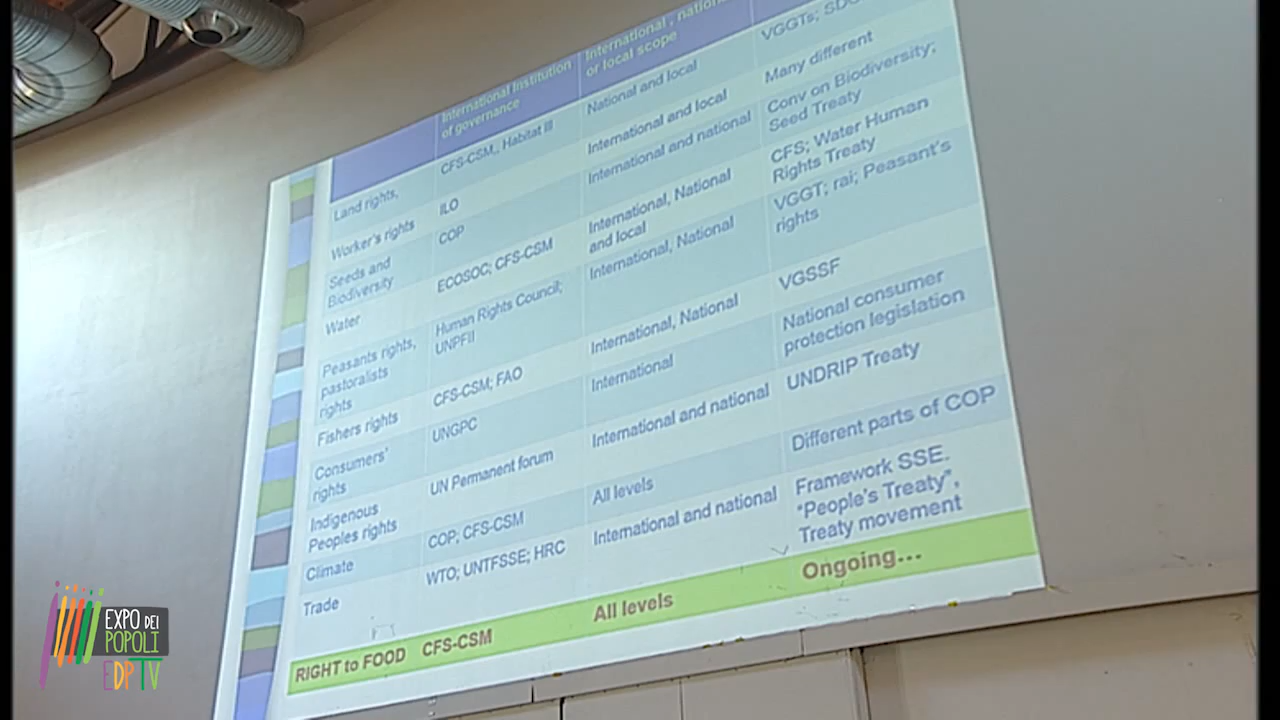 International Institution
of governance
International , national
or local scope
Land rights,
CFS-CSM,, Habitat III
National and local
VGGTs;
Worker's rights
ILO
International and local
Many different
Seeds and
Biodiversity
COP
International and national
Conv on Biodiversity;
Seed Treaty
Water
ECOSOC; CFS-CSM
International, National
and local
CFS; Water Human
Rights Treaty
Peasants rights,
pastoralists
rights
Human Rights Council;
UNPFII
International, National
VGGT; rai; Peasant's
rights
Fishers rights
CFS-CSM; FAO
International, National
VGSSF
Consumers'
rights
UNGPC
International
National consumer
protection legislation
Indigenous
Peoples rights
UN Permanent forum
International and national
UNDRIP Treaty
Climate
COP; CFS-CSM
All levels
Different parts of COP
Trade
WTO; UNTFSSE; HRC
International and national
Framework SSE.
"People's Treaty",
Treaty movement
RIGHT to FOOD
CFS-CSM
All levels
Ongoing...
EXPO DEI
POPOLI
EDPTV